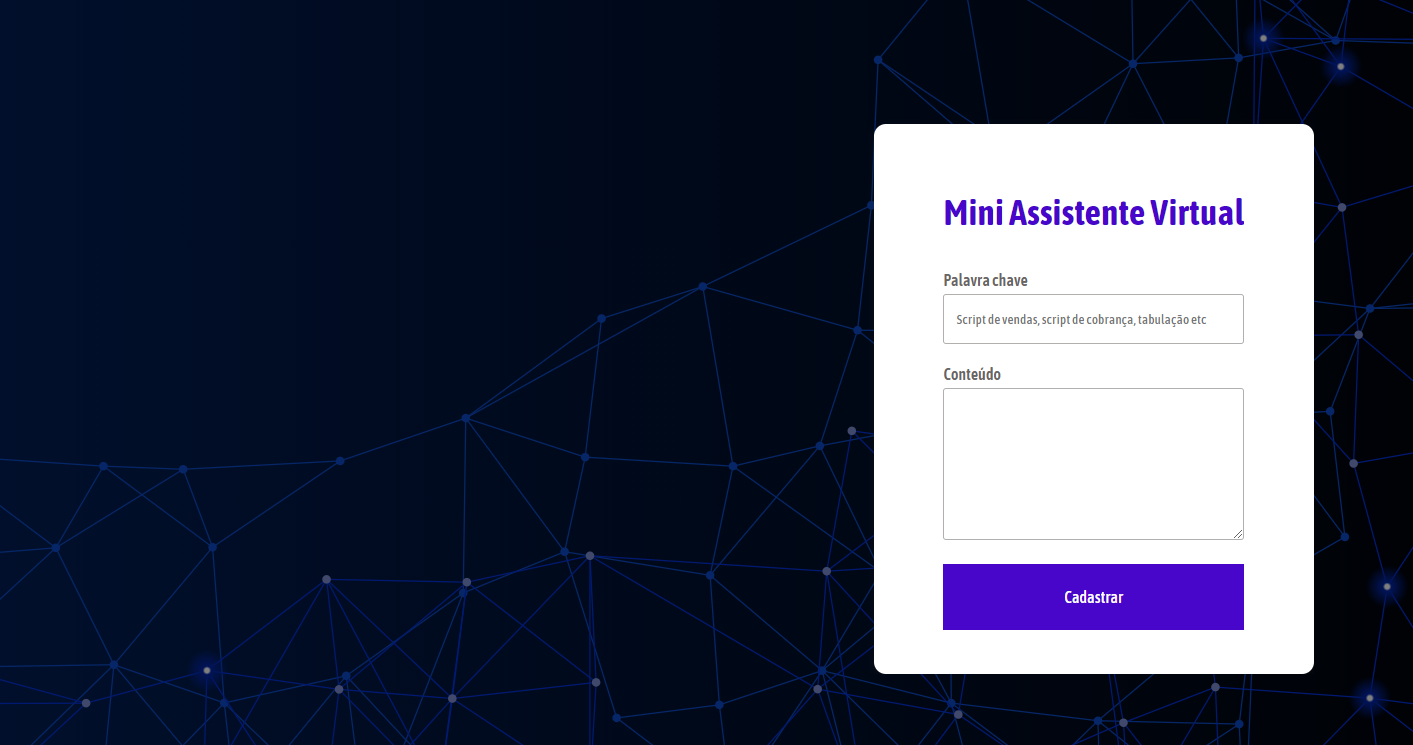 Mini Assistente Virtual
Palavra chave
Script de vendas, script de cobrança, tabulação etc
Conteúdo
Cadastrar